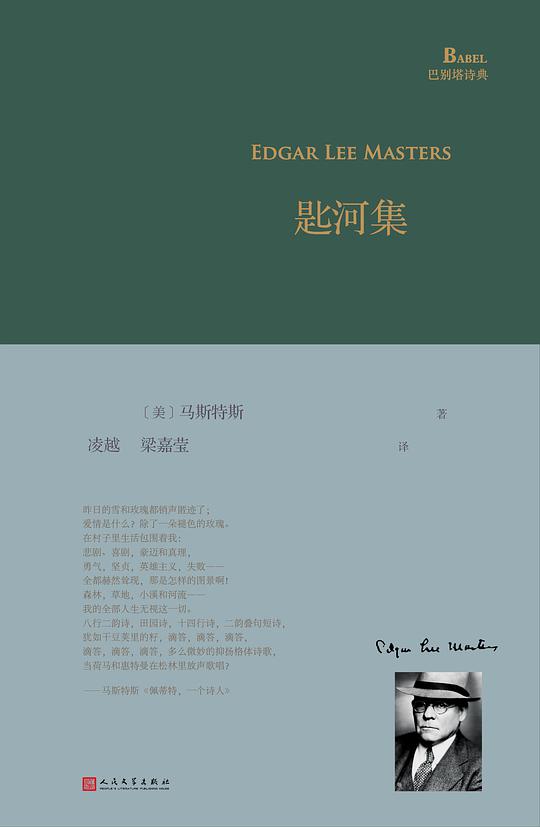 BABEL
巴别塔诗典
EDGAR LEE MASTERS
匙河集
〔美〕马斯特斯 著
凌越 梁嘉莹 译
昨日的雪和玫瑰都销声匿迹了；
爱情是什么？除了一朵褪色的玫瑰。
在村子里生活包围着我：
悲剧、喜剧，豪迈和真理，
勇气，坚贞，英雄主义，失败——
全都赫然耸现，那是怎样的图景啊！
森林，草地，小溪和河流——
我的全部人生无视这一切。
八行二韵诗，田园诗，十四行诗，二韵叠句短诗，
犹如干豆荚里的籽，滴答，滴答，滴答，
滴答，滴答，滴答，多么微妙的抑扬格体诗歌，
当荷马和惠特曼在松林里放声歌唱？
——马斯特斯《佩蒂特，一个诗人》
Edgar Lee Masters
人民文学出版社
PEOPLE'S LITERATURE PUBLISHING HOUSE